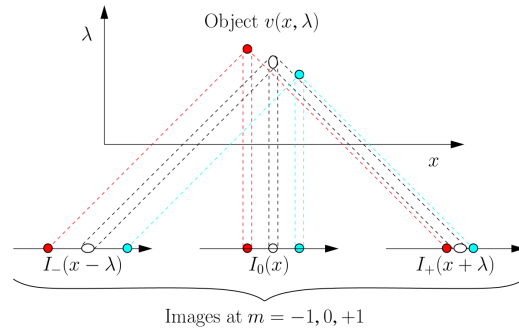 Object v(x, λ)
λ
x
I₋(x − λ)
I₀(x)
I₊(x + λ)
Images at m = −1, 0, +1